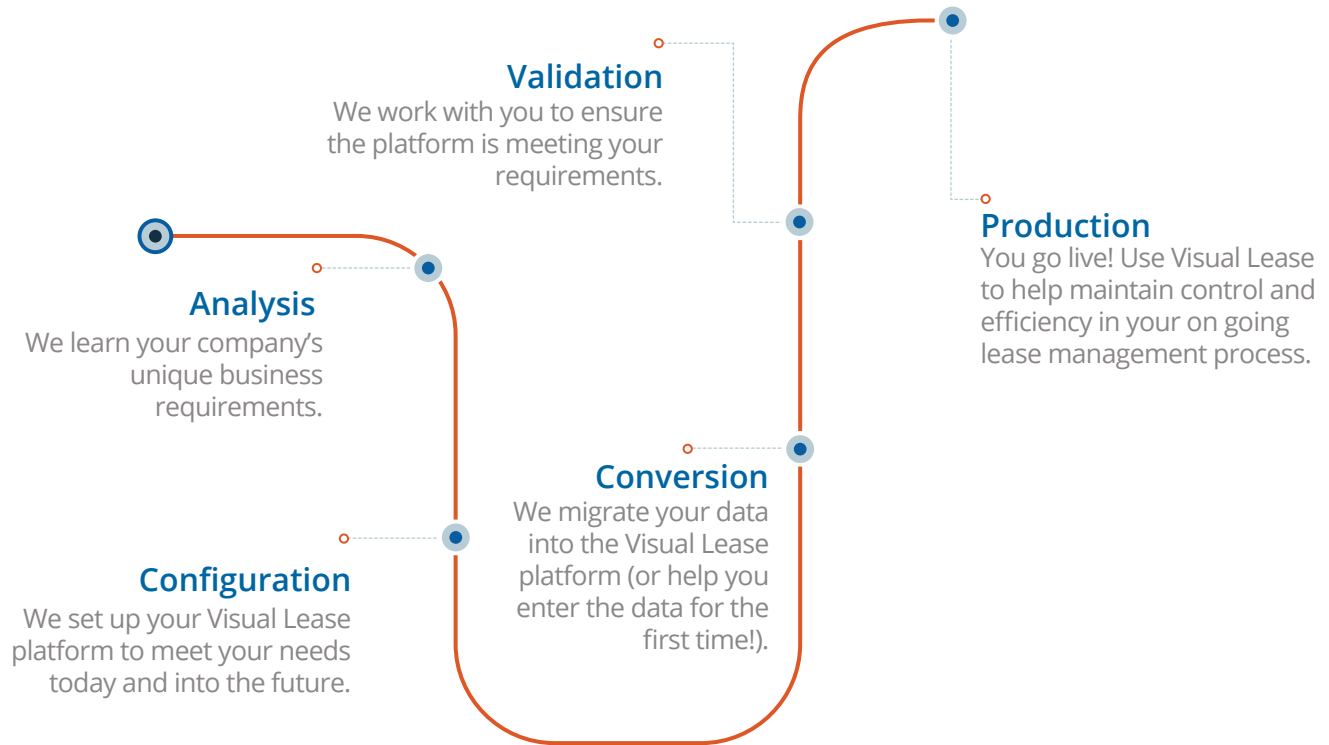 Analysis
We learn your company’s
unique business
requirements.
Configuration
We set up your Visual Lease
platform to meet your needs
today and into the future.
Conversion
We migrate your data
into the Visual Lease
platform (or help you
enter the data for the
first time!).
Validation
We work with you to ensure
the platform is meeting your
requirements.
Production
You go live! Use Visual Lease
to help maintain control and
efficiency in your on going
lease management process.